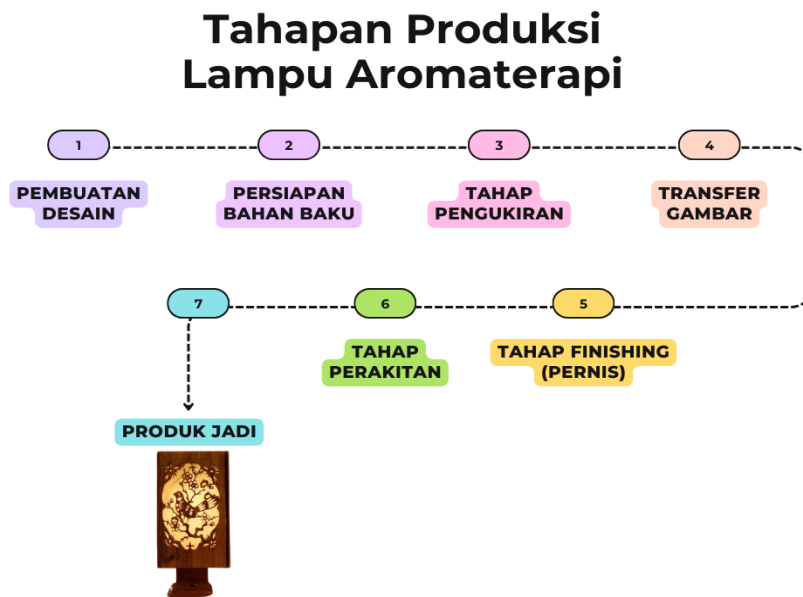 Tahapan Produksi
Lampu Aromaterapi
1
2
3
4
PEMBUATAN
DESAIN
PERSIAPAN
BAHAN BAKU
TAHAP
PENGUKIRAN
TRANSFER
GAMBAR
7
6
5
TAHAP
PERAKITAN
TAHAP FINISHING
(PERNIS)
PRODUK JADI